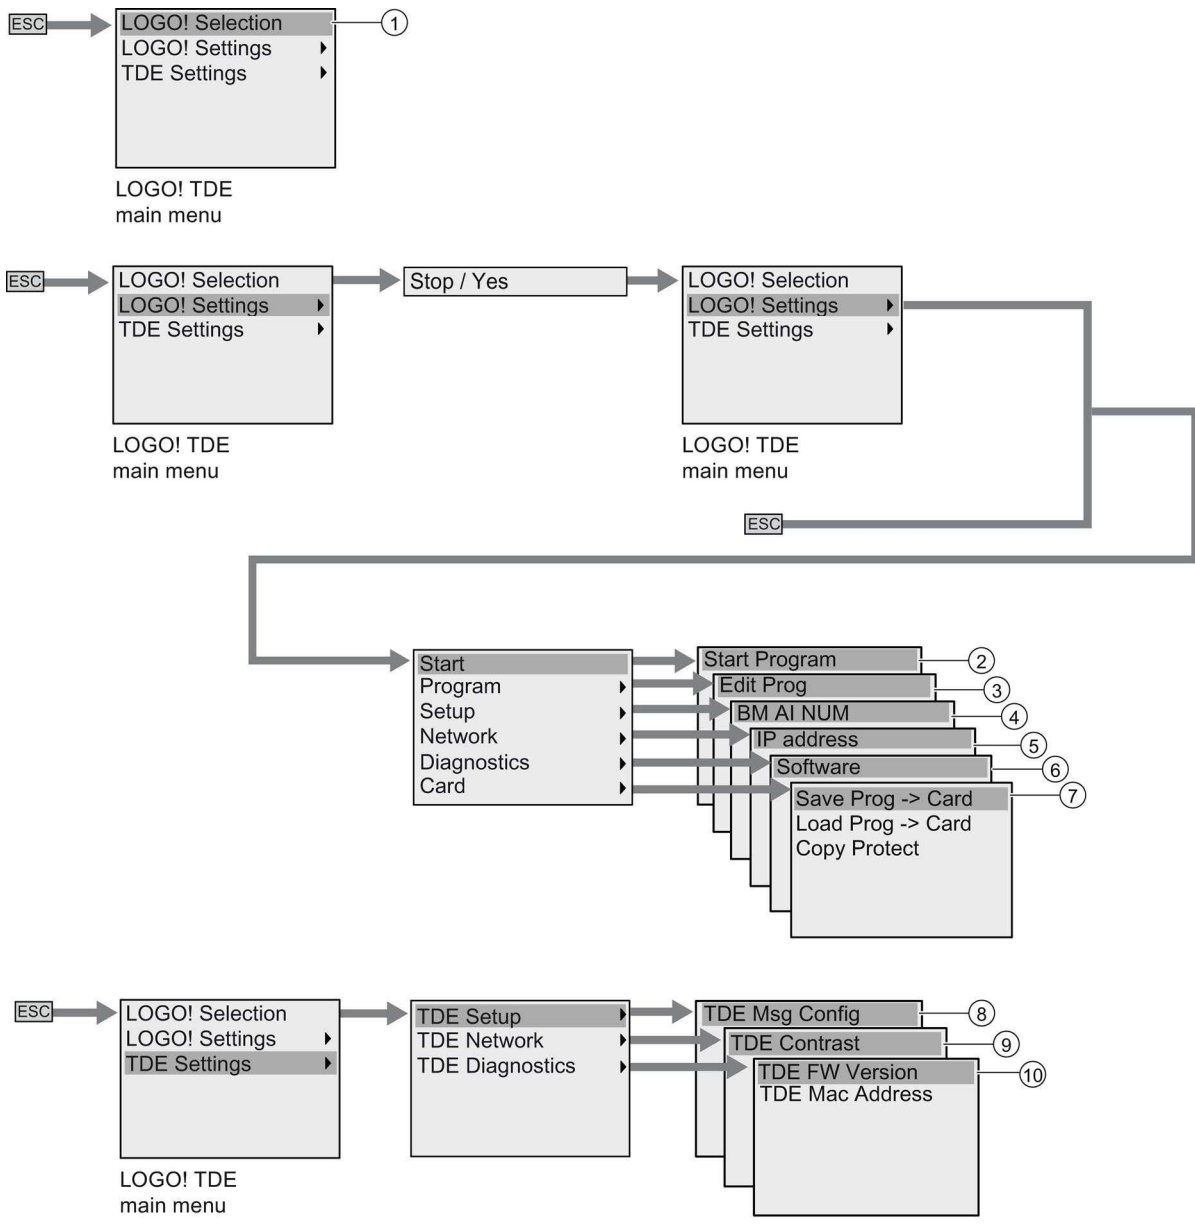 ESC
LOGO! Selection
①
LOGO! Settings
TDE Settings
LOGO! TDE
main menu
ESC
LOGO! Selection
LOGO! Settings
TDE Settings
LOGO! TDE
main menu
Stop / Yes
LOGO! Selection
LOGO! Settings
TDE Settings
LOGO! TDE
main menu
ESC
Start
Program
Setup
Network
Diagnostics
Card
Start Program
②
Edit Prog
③
BM AI NUM
④
IP address
⑤
Software
⑥
Save Prog -> Card
⑦
Load Prog -> Card
Copy Protect
ESC
LOGO! Selection
LOGO! Settings
TDE Settings
LOGO! TDE
main menu
TDE Setup
TDE Network
TDE Diagnostics
TDE Msg Config
⑧
TDE Contrast
⑨
TDE FW Version
⑩
TDE Mac Address